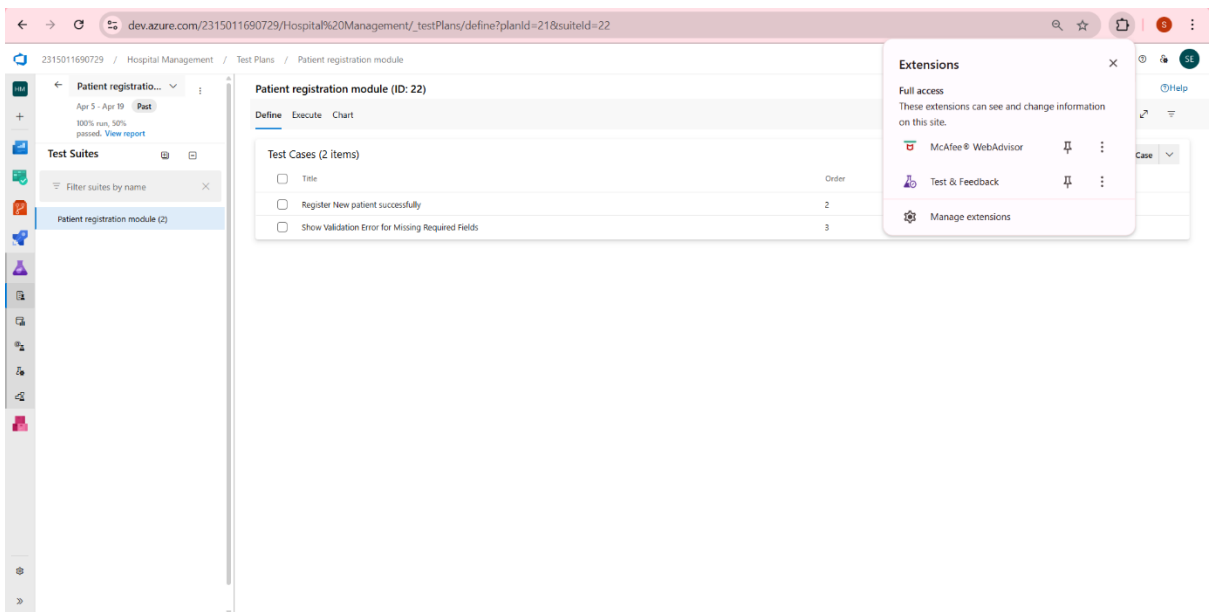 dev.azure.com/2315011690729/Hospital%20Management/_testPlans/define?planId=21&suiteId=22
S
2315011690729 / Hospital Management / Test Plans / Patient registration module
SE
HM
Patient registratio...
Apr 5 - Apr 19 Past
100% run, 50%
passed. View report
Test Suites
Filter suites by name
Patient registration module (2)
Patient registration module (ID: 22)
Help
Define Execute Chart
Test Cases (2 items)
Case
Title Order
Register New patient successfully 2
Show Validation Error for Missing Required Fields 3
Extensions
Full access
These extensions can see and change information
on this site.
McAfee® WebAdvisor
Test & Feedback
Manage extensions